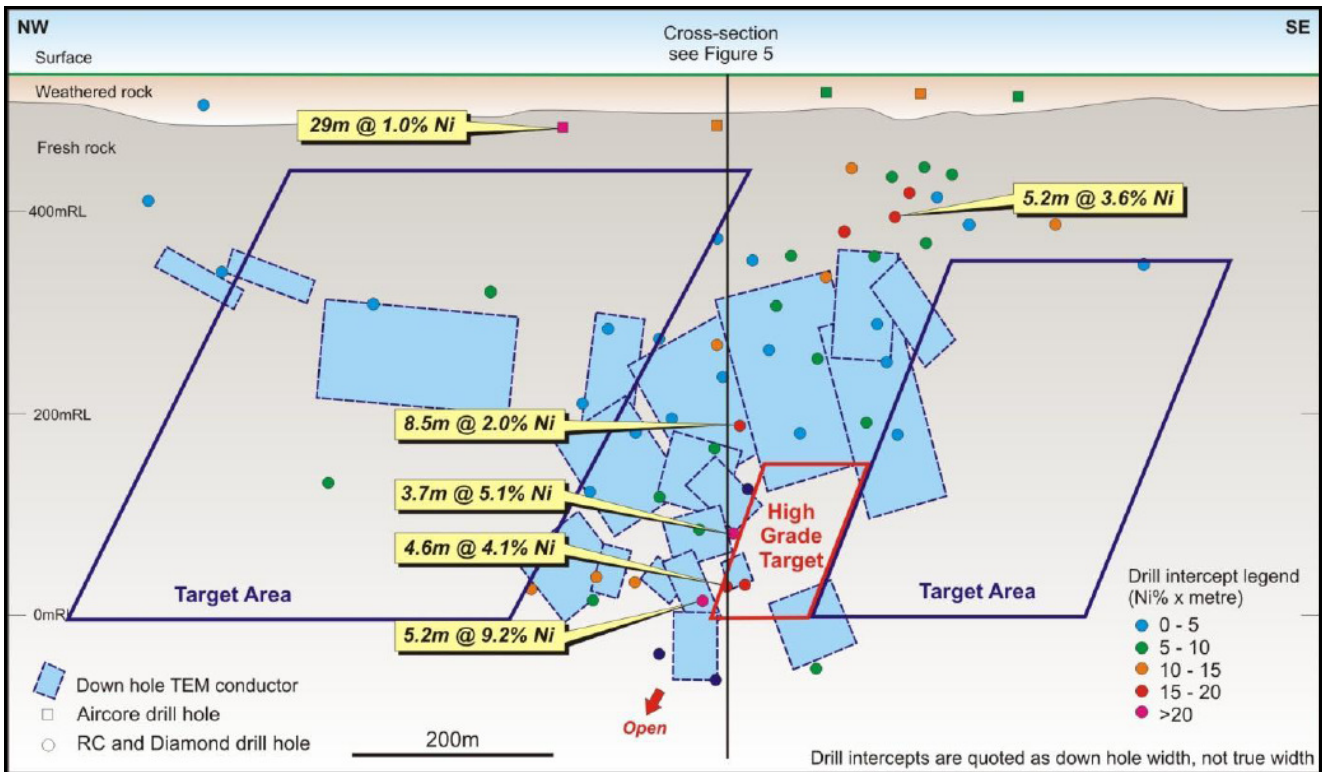 NW
Cross-section
see Figure 5
SE
Surface
Weathered rock
29m @ 1.0% Ni
Fresh rock
5.2m @ 3.6% Ni
400mRL
200mRL
8.5m @ 2.0% Ni
3.7m @ 5.1% Ni
High
Grade
Target
4.6m @ 4.1% Ni
Target Area
Target Area
0mRL
5.2m @ 9.2% Ni
Drill intercept legend
(Ni% x metre)
0 - 5
5 - 10
10 - 15
15 - 20
>20
Down hole TEM conductor
Aircore drill hole
RC and Diamond drill hole
Open
200m
Drill intercepts are quoted as down hole width, not true width